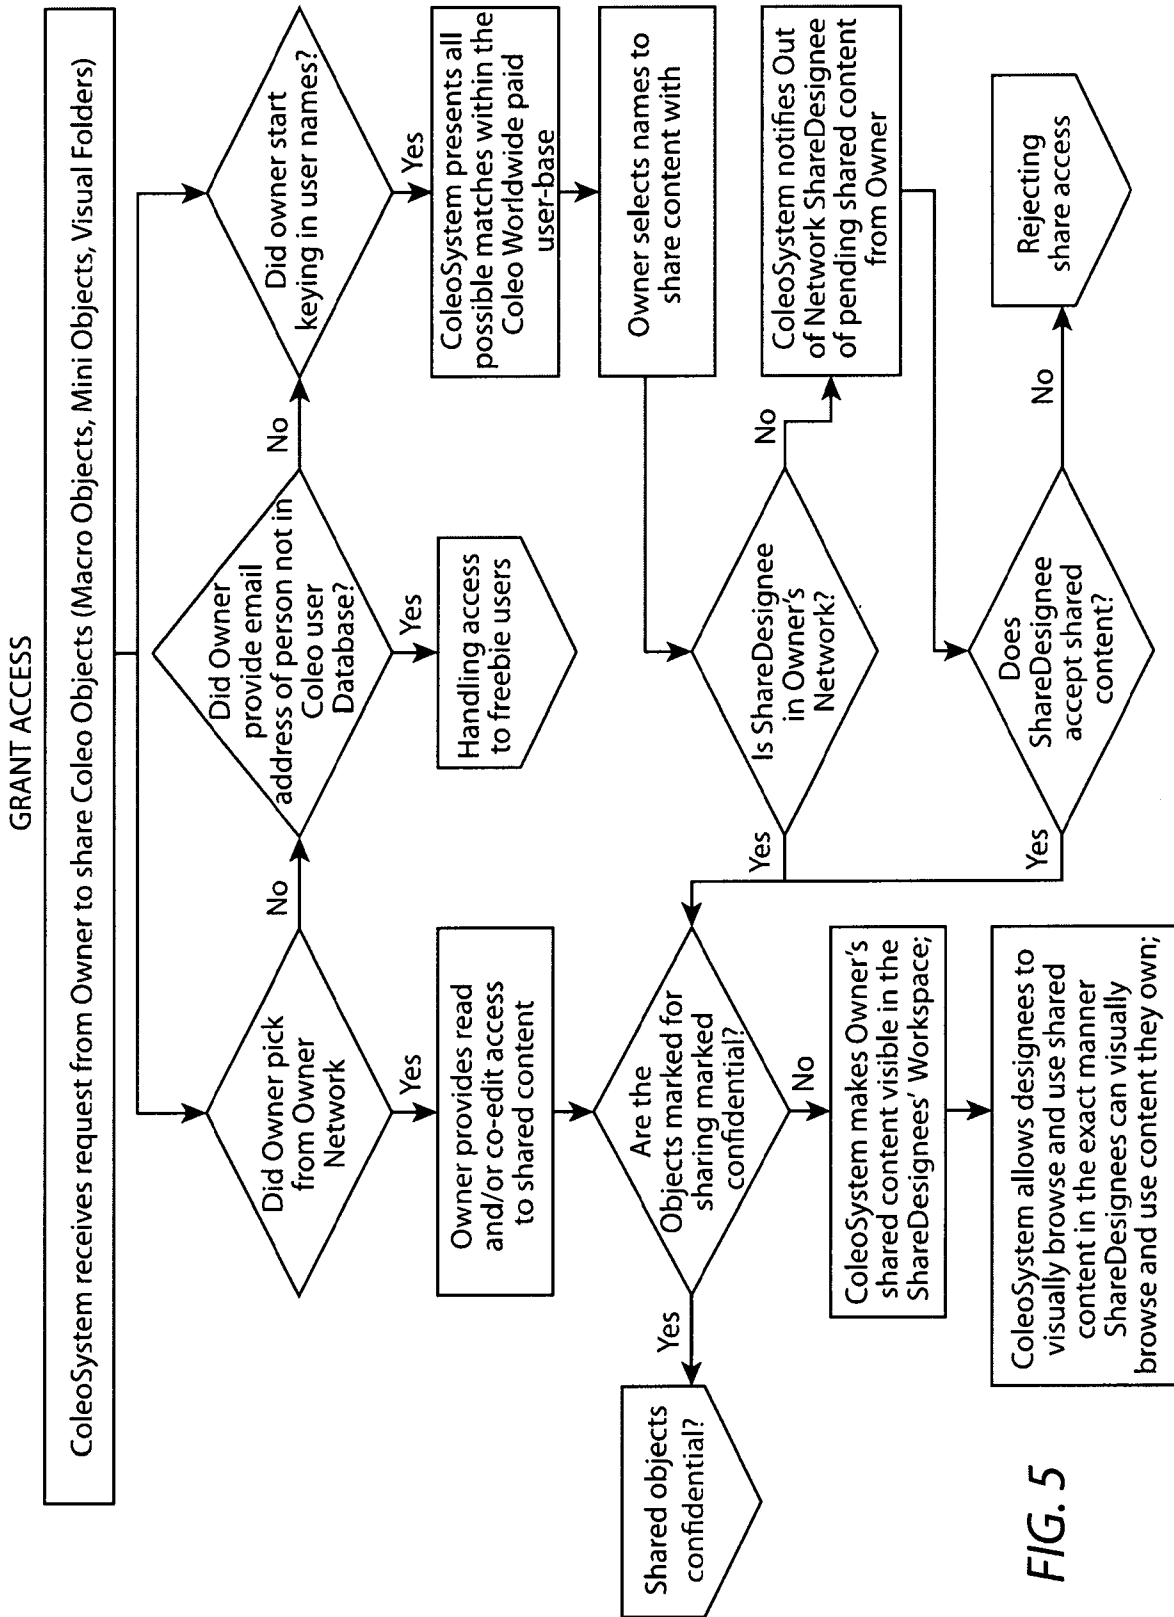 GRANT ACCESS
ColeoSystem receives request from Owner to share Coleo Objects (Macro Objects, Mini Objects, Visual Folders)
Did Owner pick
from Owner
Network
No
Yes
Did Owner
provide email
address of person not in
Coleo user
Database?
No
Yes
Did owner start
keying in user names?
Yes
Owner provides read
and/or co-edit access
to shared content
Handling access
to freebie users
ColeoSystem presents all
possible matches within the
Coleo Worldwide paid
user-base
Owner selects names to
share content with
Shared objects
confidential?
Yes
Are the
Objects marked for
sharing marked
confidential?
No
Yes
Is ShareDesignee
in Owner's
Network?
No
ColeoSystem notifies Out
of Network ShareDesignee
of pending shared content
from Owner
ColeoSystem makes Owner's
shared content visible in the
ShareDesignees' Workspace;
ColeoSystem allows designees to
visually browse and use shared
content in the exact manner
ShareDesignees can visually
browse and use content they own;
Yes
Does
ShareDesignee
accept shared
content?
No
Rejecting
share access
FIG. 5